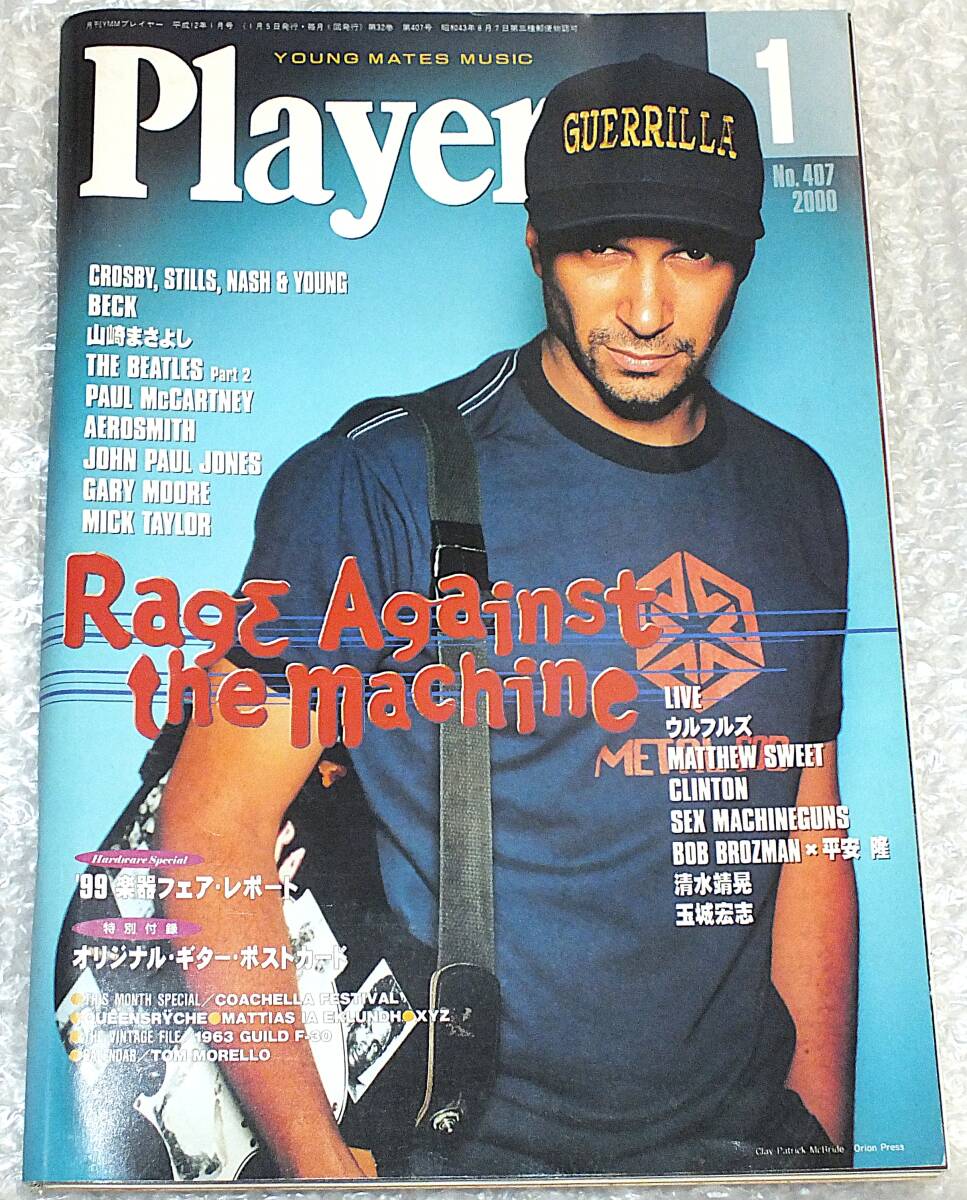 月刊YMMプレイヤー 平成12年1月号 (1月5日発行・毎月1回発行) 第32巻 第407号 昭和43年8月7日第三種郵便物認可
YOUNG MATES MUSIC
Player
1
No. 407
2000
GUERRILLA
CROSBY, STILLS, NASH & YOUNG
BECK
山崎まさよし
THE BEATLES Part 2
PAUL McCARTNEY
AEROSMITH
JOHN PAUL JONES
GARY MOORE
MICK TAYLOR
Rage Against
the machine
METAL
LIVE
ウルフルズ
MATTHEW SWEET
CLINTON
SEX MACHINEGUNS
BOB BROZMAN×平安 隆
清水靖晃
玉城宏志
Hardware Special
'99 楽器フェア・レポート
特別付録
オリジナル・ギター・ポストカード
THIS MONTH SPECIAL/COACHELLA FESTIVAL
QUEENSRŸCHE●MATTIAS IA EKLUNDH●XYZ
THE VINTAGE FILE/1963 GUILD F-30
CALENDAR/TOM MORELLO
Clay Patrick McBride Orion Press